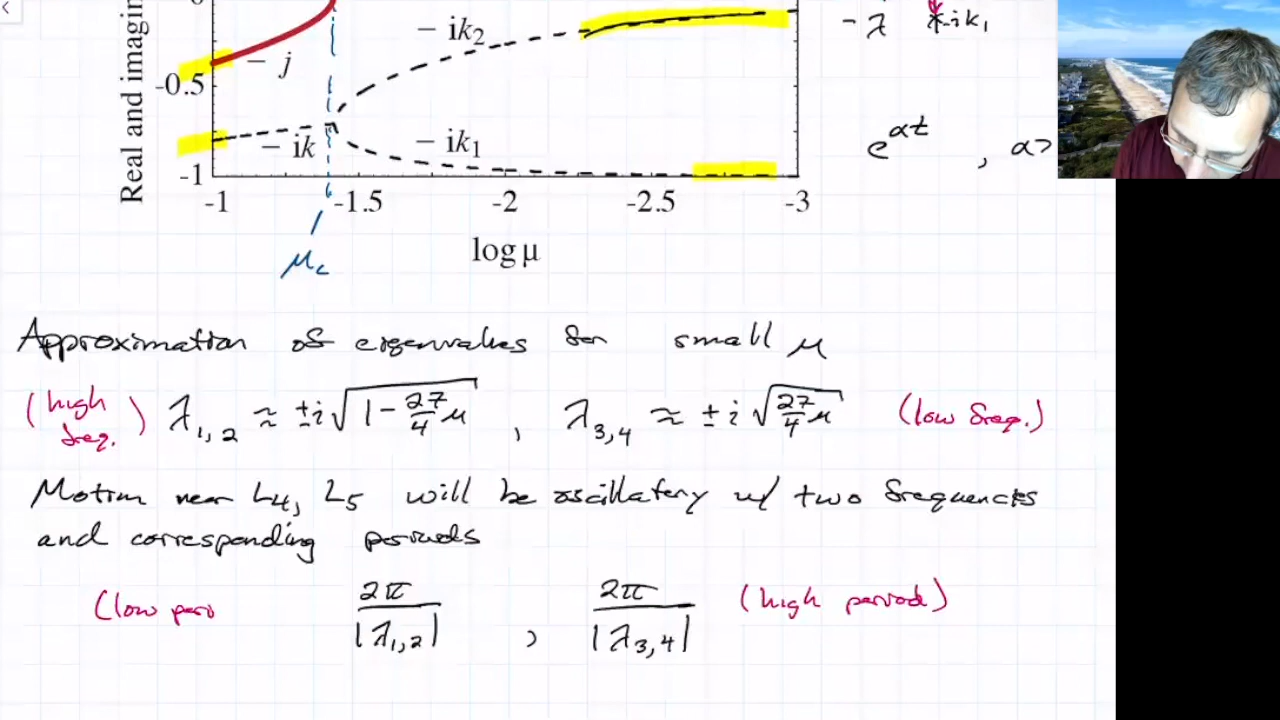 0
- ik₂
-λ -ik₁
- j
-0.5
e^{αt} , α>
- ik
- ik₁
-1
Real and imagin
-1 -1.5 -2 -2.5 -3
μc
log μ
Approximation of eigenvalues for small μ
(high freq.) λ₁,₂ ≈ ±i√(1 - 27/4 μ) , λ₃,₄ ≈ ±i√(27/4 μ) (low freq.)
Motion near L4, L5 will be oscillatory w/ two frequencies
and corresponding periods
(low perio 2π/|λ₁,₂| , 2π/|λ₃,₄| (high period)